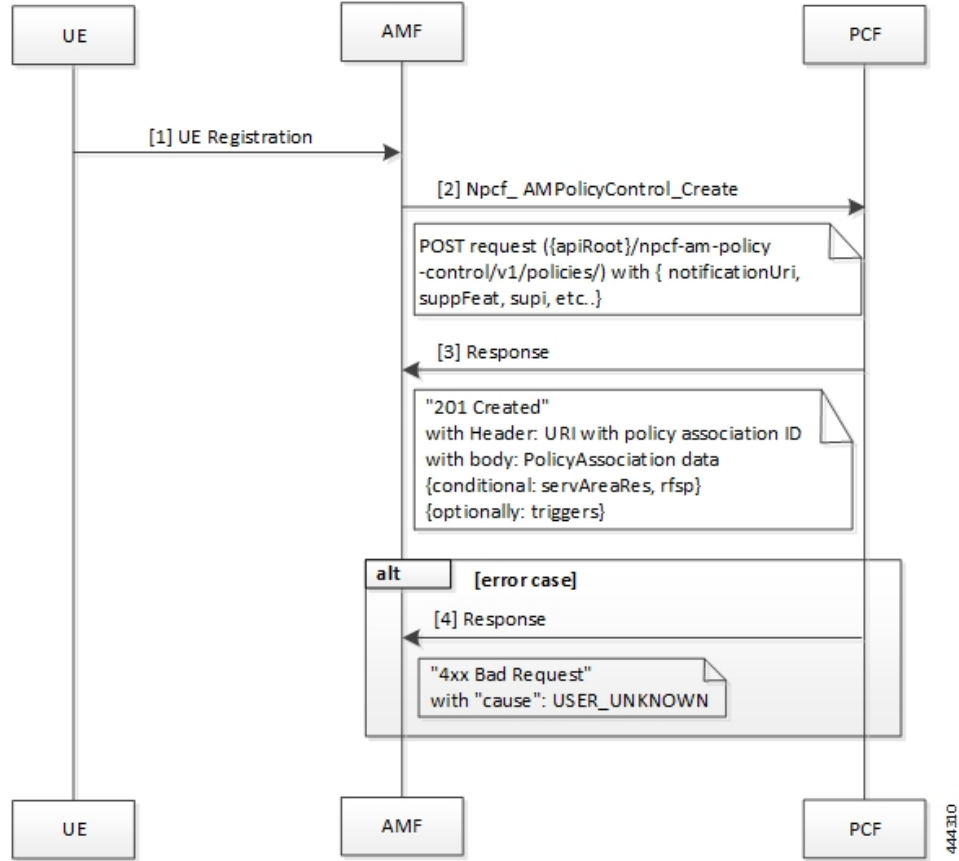 UE
AMF
PCF
[1] UE Registration
[2] Npcf_ AMPolicyControl_Create
POST request ({apiRoot}/npcf-am-policy
-control/v1/policies/) with { notificationUri,
suppFeat, supi, etc..}
[3] Response
"201 Created"
with Header: URI with policy association ID
with body: PolicyAssociation data
{conditional: servAreaRes, rfsp}
{optionally: triggers}
alt
[error case]
[4] Response
"4xx Bad Request"
with "cause": USER_UNKNOWN
UE
AMF
PCF
444310